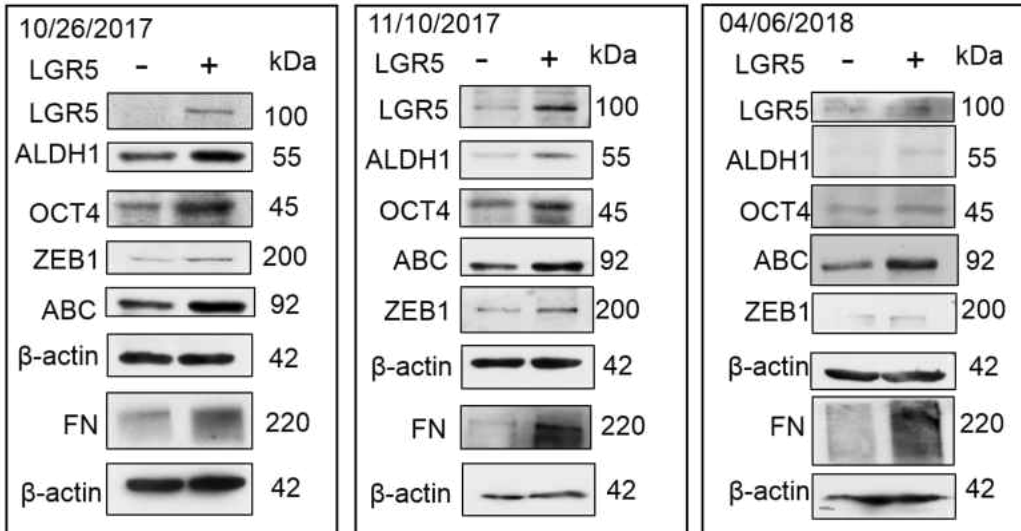 10/26/2017
LGR5 - + kDa
LGR5 100
ALDH1 55
OCT4 45
ZEB1 200
ABC 92
β-actin 42
FN 220
β-actin 42
11/10/2017
LGR5 - + kDa
LGR5 100
ALDH1 55
OCT4 45
ABC 92
ZEB1 200
β-actin 42
FN 220
β-actin 42
04/06/2018
LGR5 - + kDa
LGR5 100
ALDH1 55
OCT4 45
ABC 92
ZEB1 200
β-actin 42
FN 220
β-actin 42